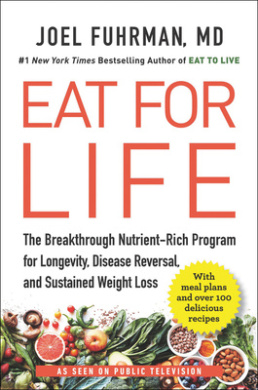 JOEL FUHRMAN, MD
#1 New York Times Bestselling Author of EAT TO LIVE
EAT FOR
LIFE
The Breakthrough Nutrient-Rich Program
for Longevity, Disease Reversal,
and Sustained Weight Loss
With
meal plans
and over 100
delicious
recipes
AS SEEN ON PUBLIC TELEVISION